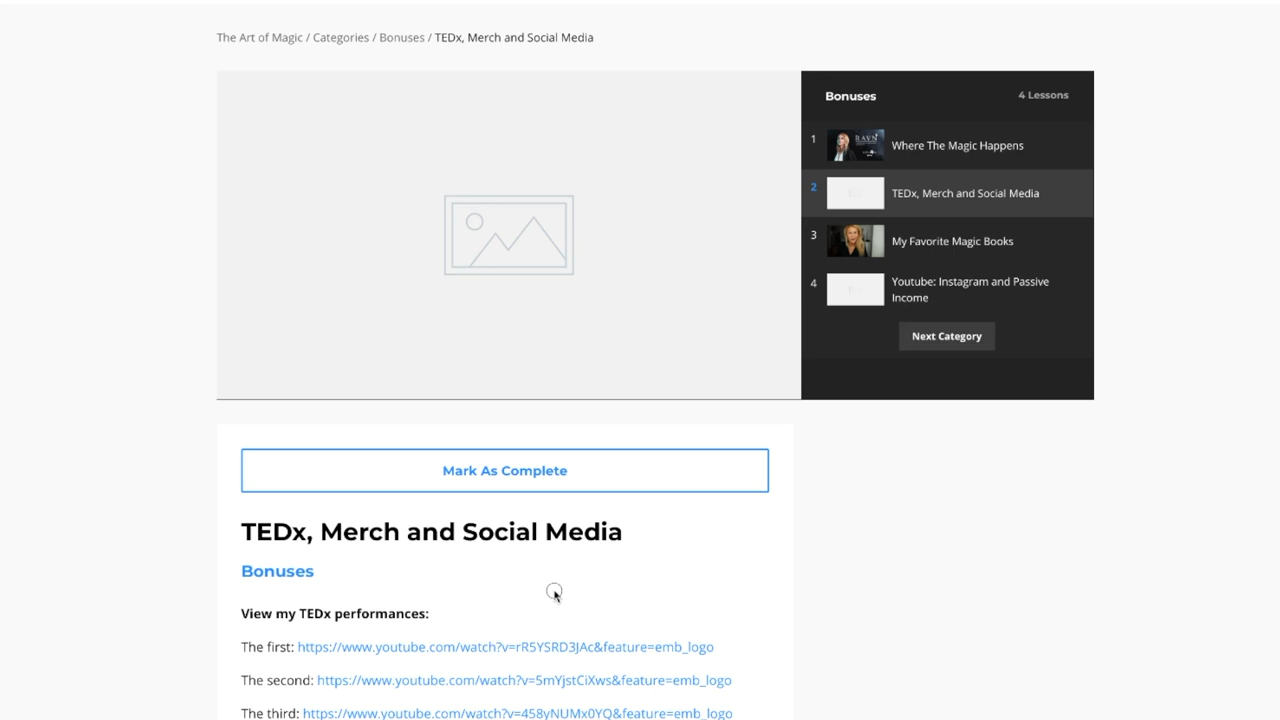 The Art of Magic / Categories / Bonuses / TEDx, Merch and Social Media
Bonuses
4 Lessons
1
RAVN
Where The Magic Happens
2
TEDx, Merch and Social Media
3
My Favorite Magic Books
4
Youtube: Instagram and Passive
Income
Next Category
Mark As Complete
TEDx, Merch and Social Media
Bonuses
View my TEDx performances:
The first: https://www.youtube.com/watch?v=rR5YSRD3JAc&feature=emb_logo
The second: https://www.youtube.com/watch?v=5mYjstCiXws&feature=emb_logo
The third: https://www.youtube.com/watch?v=458yNUMx0YQ&feature=emb_logo